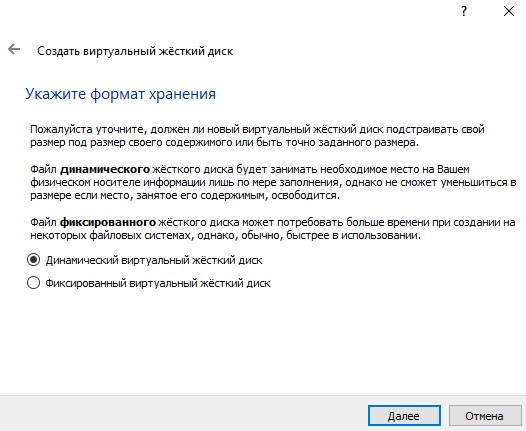 ?
Создать виртуальный жёсткий диск
Укажите формат хранения
Пожалуйста уточните, должен ли новый виртуальный жёсткий диск подстраивать свой
размер под размер своего содержимого или быть точно заданного размера.
Файл динамического жёсткого диска будет занимать необходимое место на Вашем
физическом носителе информации лишь по мере заполнения, однако не сможет уменьшиться в
размере если место, занятое его содержимым, освободится.
Файл фиксированного жёсткого диска может потребовать больше времени при создании на
некоторых файловых системах, однако, обычно, быстрее в использовании.
Динамический виртуальный жёсткий диск
Фиксированный виртуальный жёсткий диск
Далее
Отмена